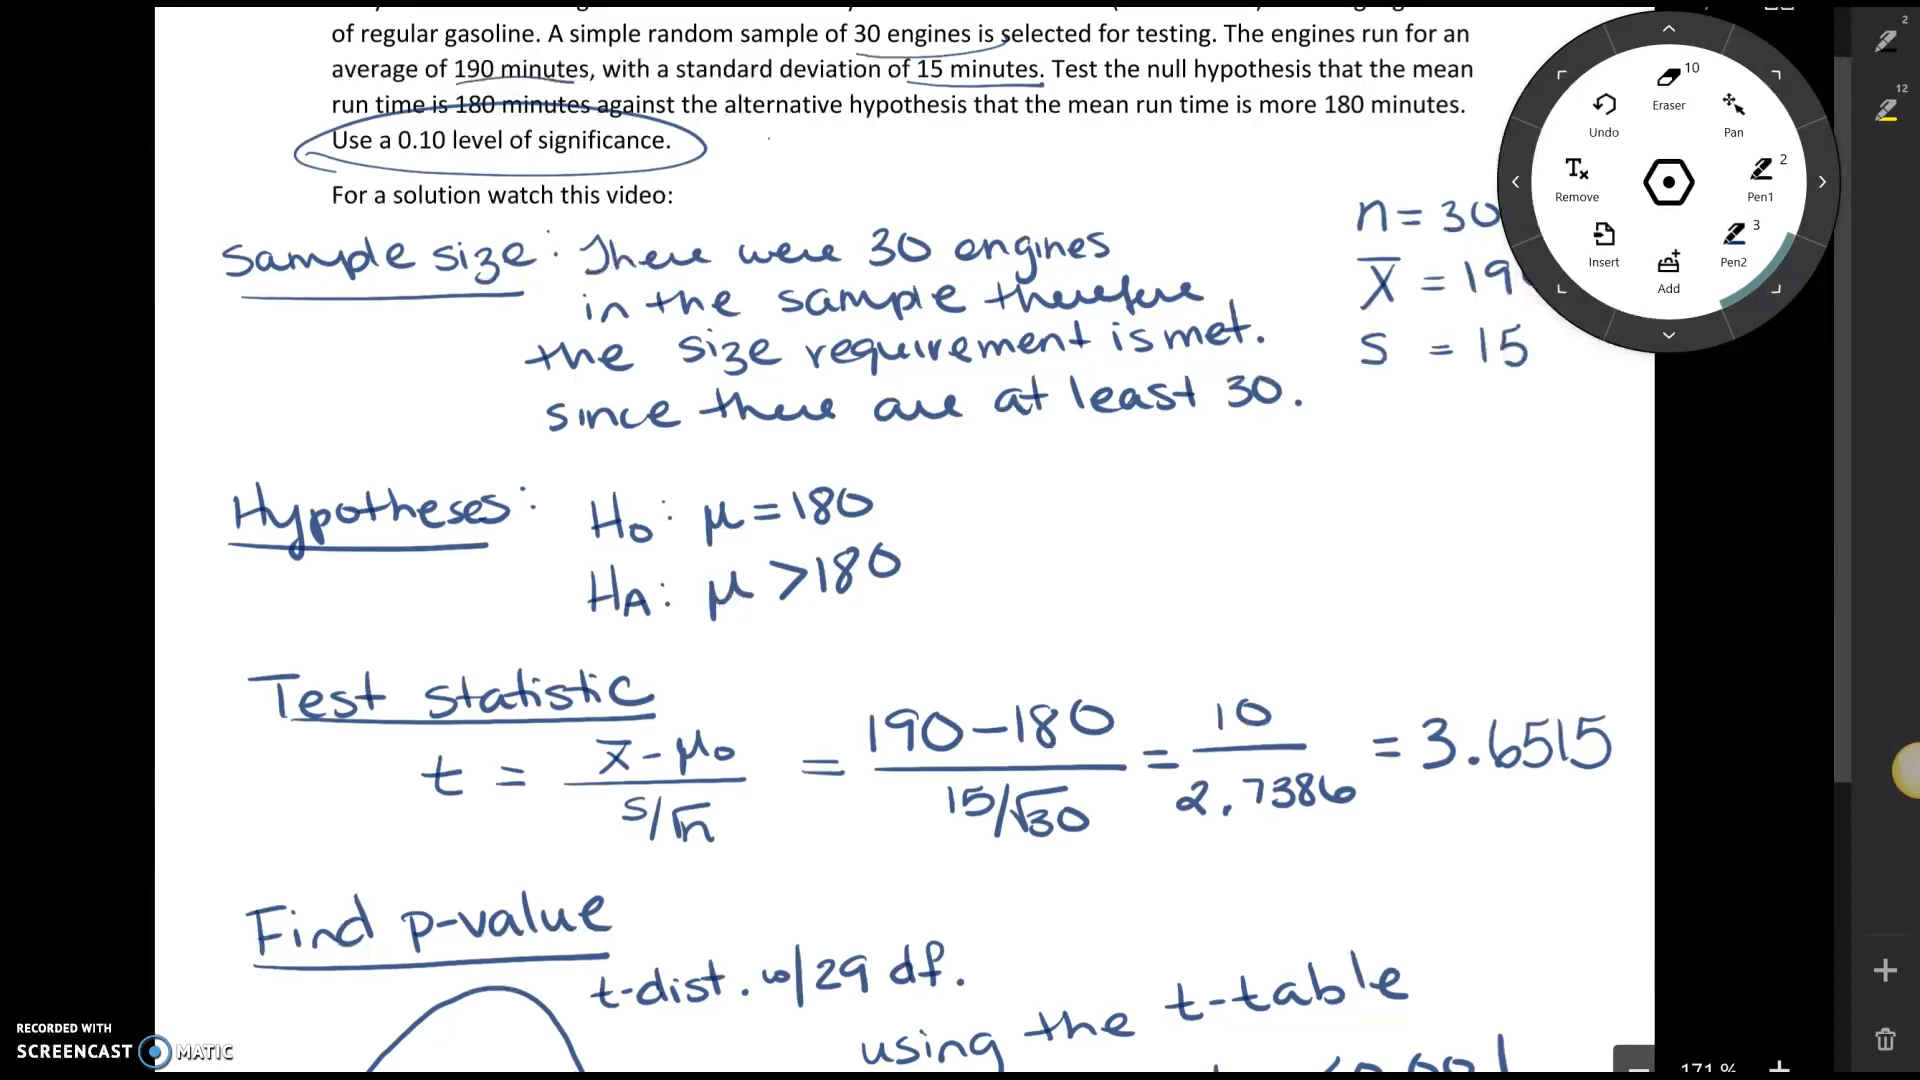 of regular gasoline. A simple random sample of 30 engines is selected for testing. The engines run for an
average of 190 minutes, with a standard deviation of 15 minutes. Test the null hypothesis that the mean
run time is 180 minutes against the alternative hypothesis that the mean run time is more 180 minutes.
Use a 0.10 level of significance.
For a solution watch this video:
n = 30
x̄ = 19
s = 15
Sample size: There were 30 engines
in the sample therefore
the size requirement is met.
since there are at least 30.
Hypotheses: H0: μ = 180
HA: μ > 180
Test statistic
t = x̄ - μ0 / s/√n = 190 - 180 / 15/√30 = 10 / 2.7386 = 3.6515
Find p-value
t-dist. w/29 df.
using the t-table
10
Eraser
Undo
Pan
Remove
2
Pen1
3
Pen2
Insert
Add
2
12
RECORDED WITH
SCREENCAST MATIC
171 %